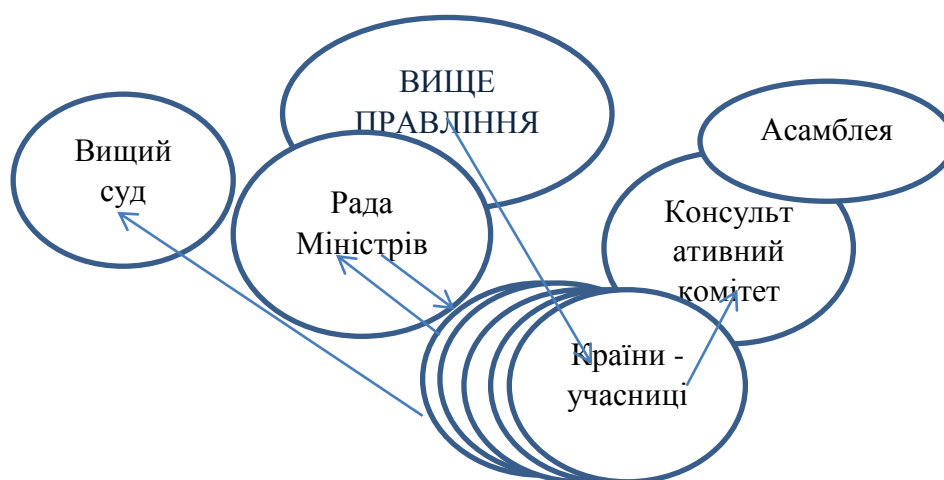 ВИЩЕ
ПРАВЛІННЯ
Асамблея
Вищий
суд
Рада
Міністрів
Консульт
ативний
комітет
Країни -
учасниці